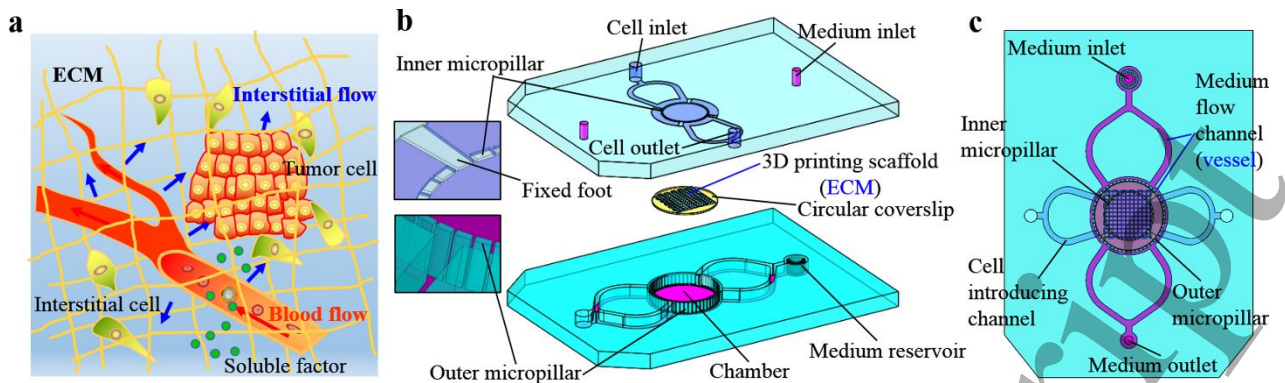 a
ECM
Interstitial flow
Tumor cell
Interstitial cell
Blood flow
Soluble factor
b
Cell inlet
Medium inlet
Inner micropillar
Cell outlet
Fixed foot
3D printing scaffold
(ECM)
Circular coverslip
Outer micropillar
Chamber
Medium reservoir
c
Medium inlet
Medium
flow
channel
(vessel)
Inner
micropillar
Cell
introducing
channel
Outer
micropillar
Medium outlet